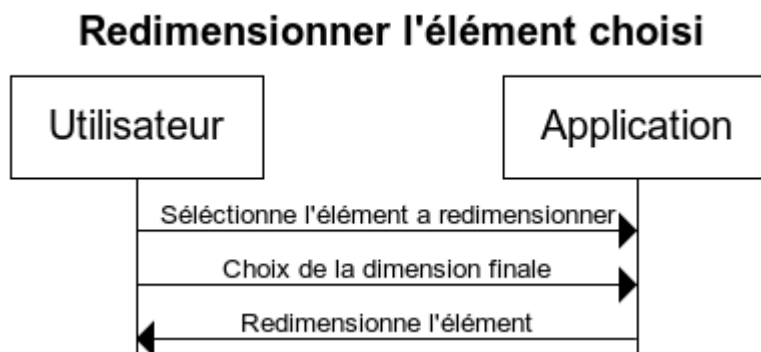 Redimensionner l'élément choisi
Utilisateur
Application
Séléctionne l'élément a redimensionner
Choix de la dimension finale
Redimensionne l'élément